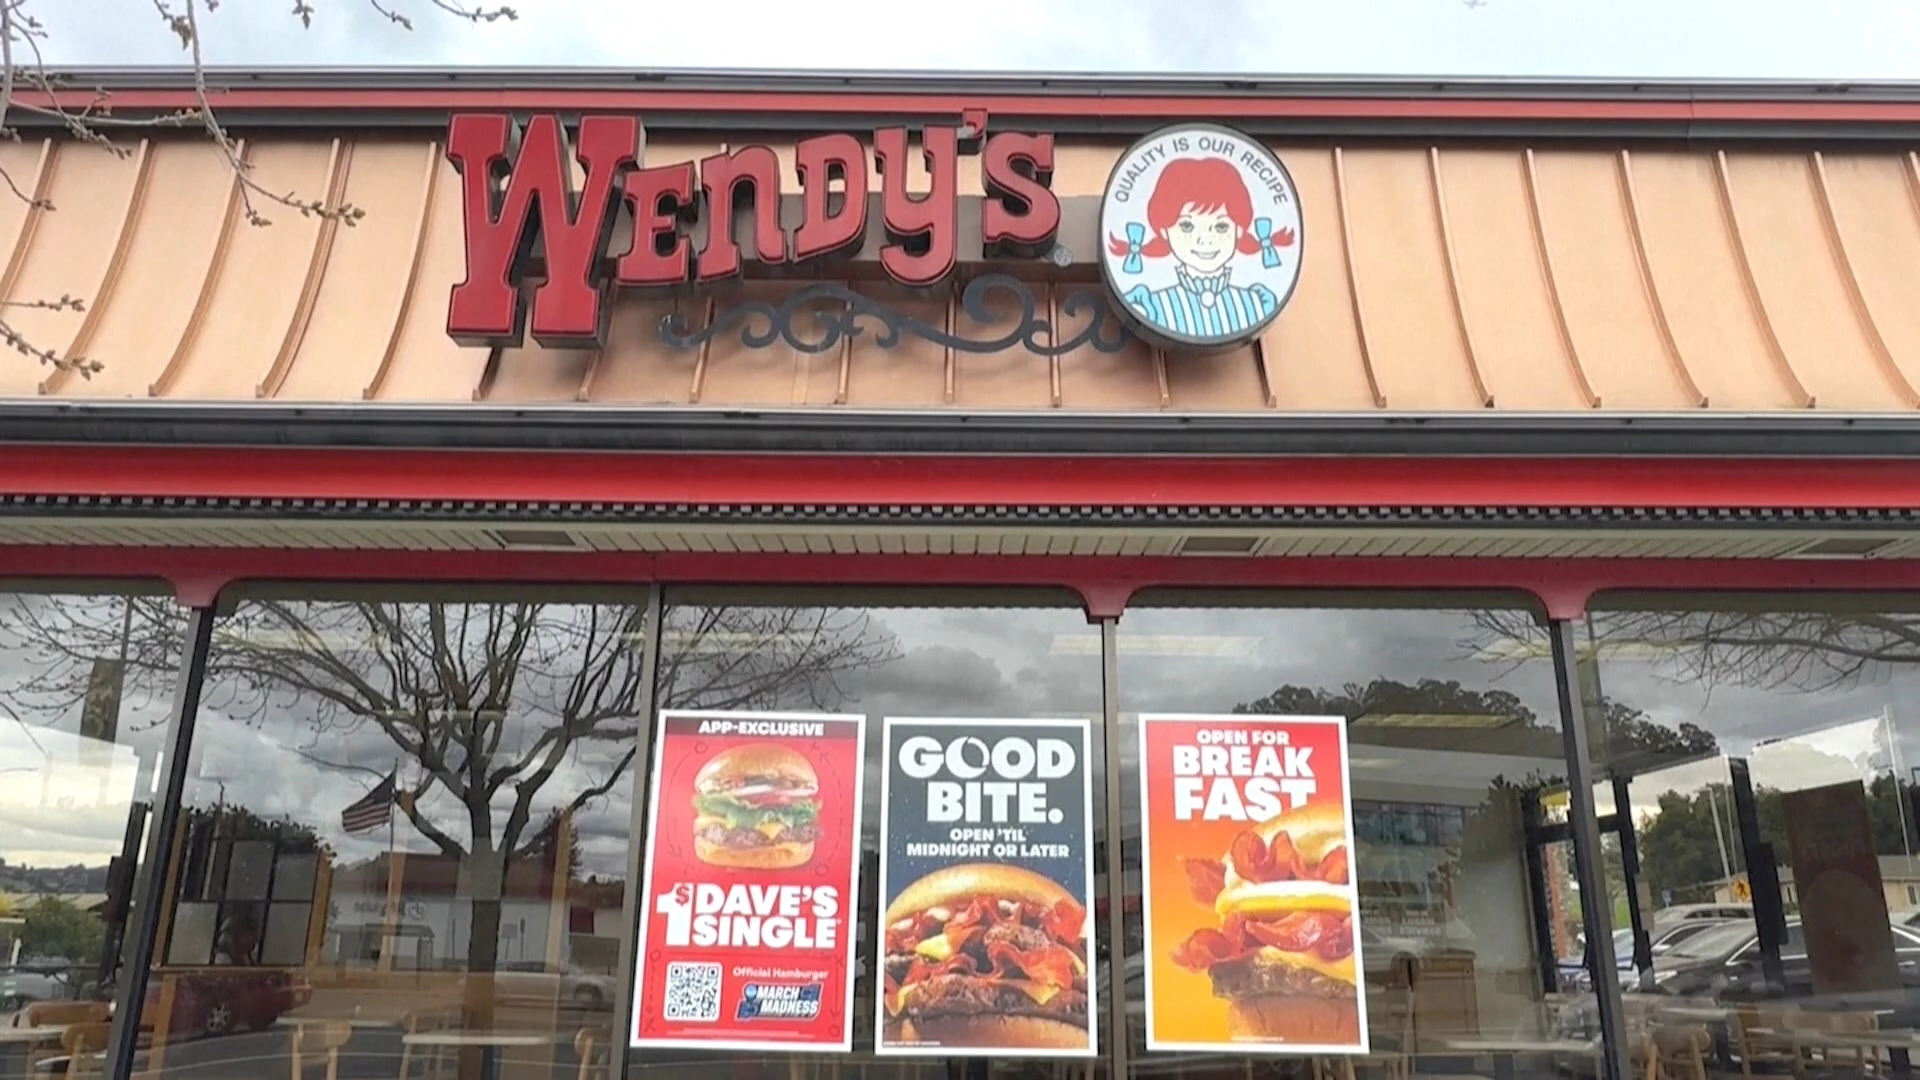 WENDY'S ®
QUALITY IS OUR RECIPE
APP-EXCLUSIVE
$1 DAVE'S
SINGLE
Official Hamburger
MARCH
MADNESS
GOOD
BITE.
OPEN 'TIL
MIDNIGHT OR LATER
OPEN FOR
BREAK
FAST